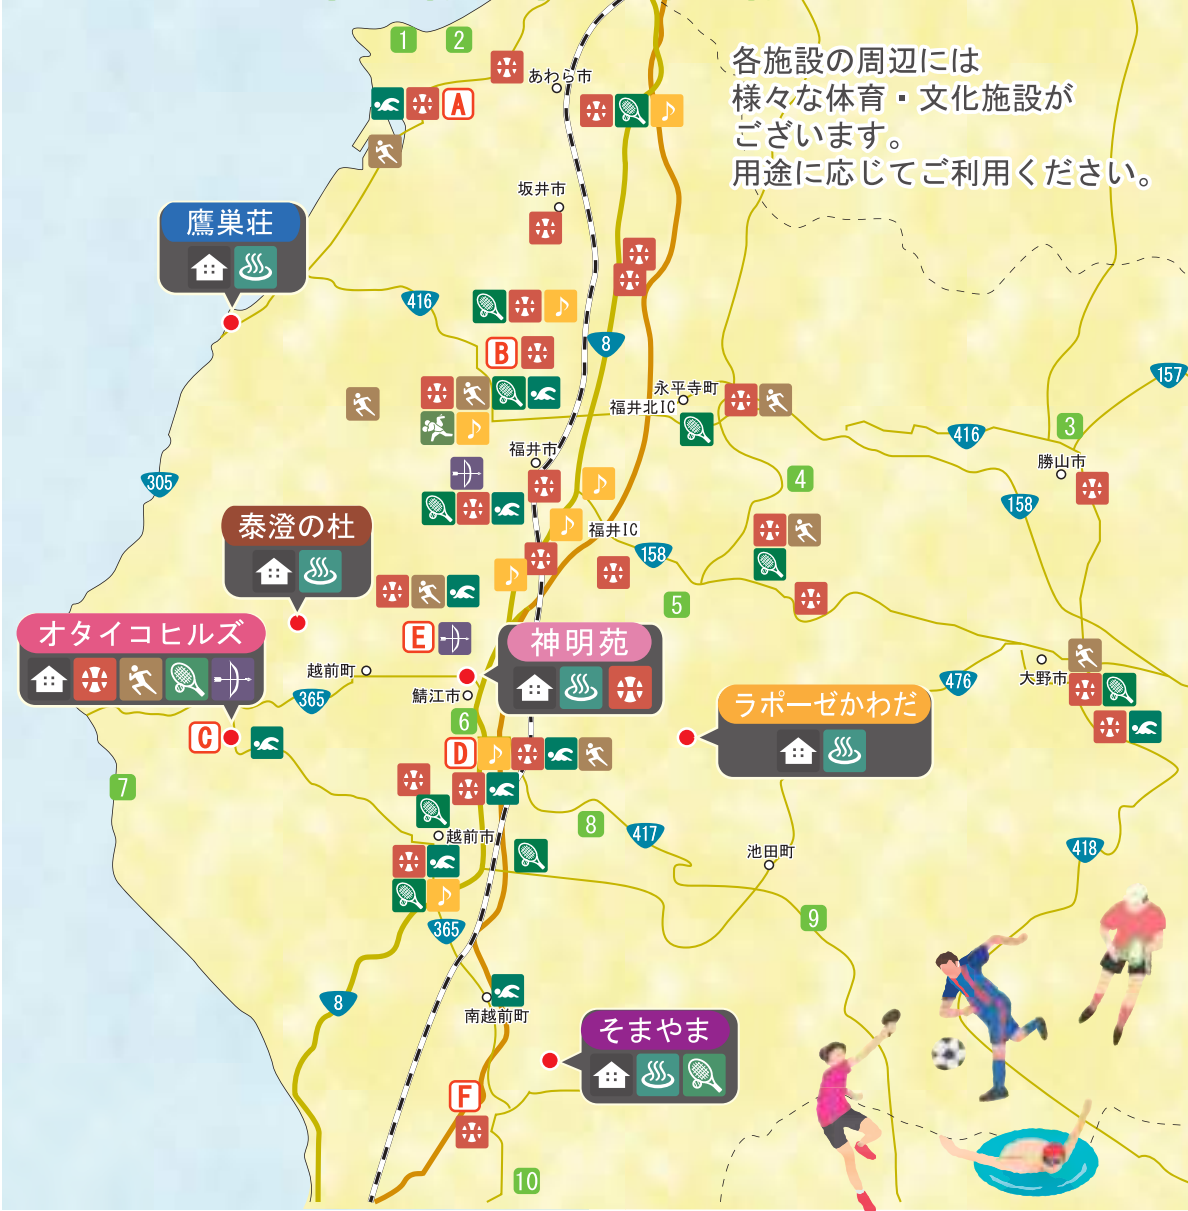 1
2
各施設の周辺には
様々な体育・文化施設が
ございます。
用途に応じてご利用ください。
あわら市
A
坂井市
鷹巣荘
416
8
B
157
永平寺町
福井北IC
416
3
福井市
勝山市
305
4
158
泰澄の杜
福井IC
158
5
オタイコヒルズ
E
神明苑
越前町
365
鯖江市
大野市
476
ラポーゼかわだ
6
C
D
7
8
417
越前市
池田町
418
9
365
8
南越前町
そまやま
F
10